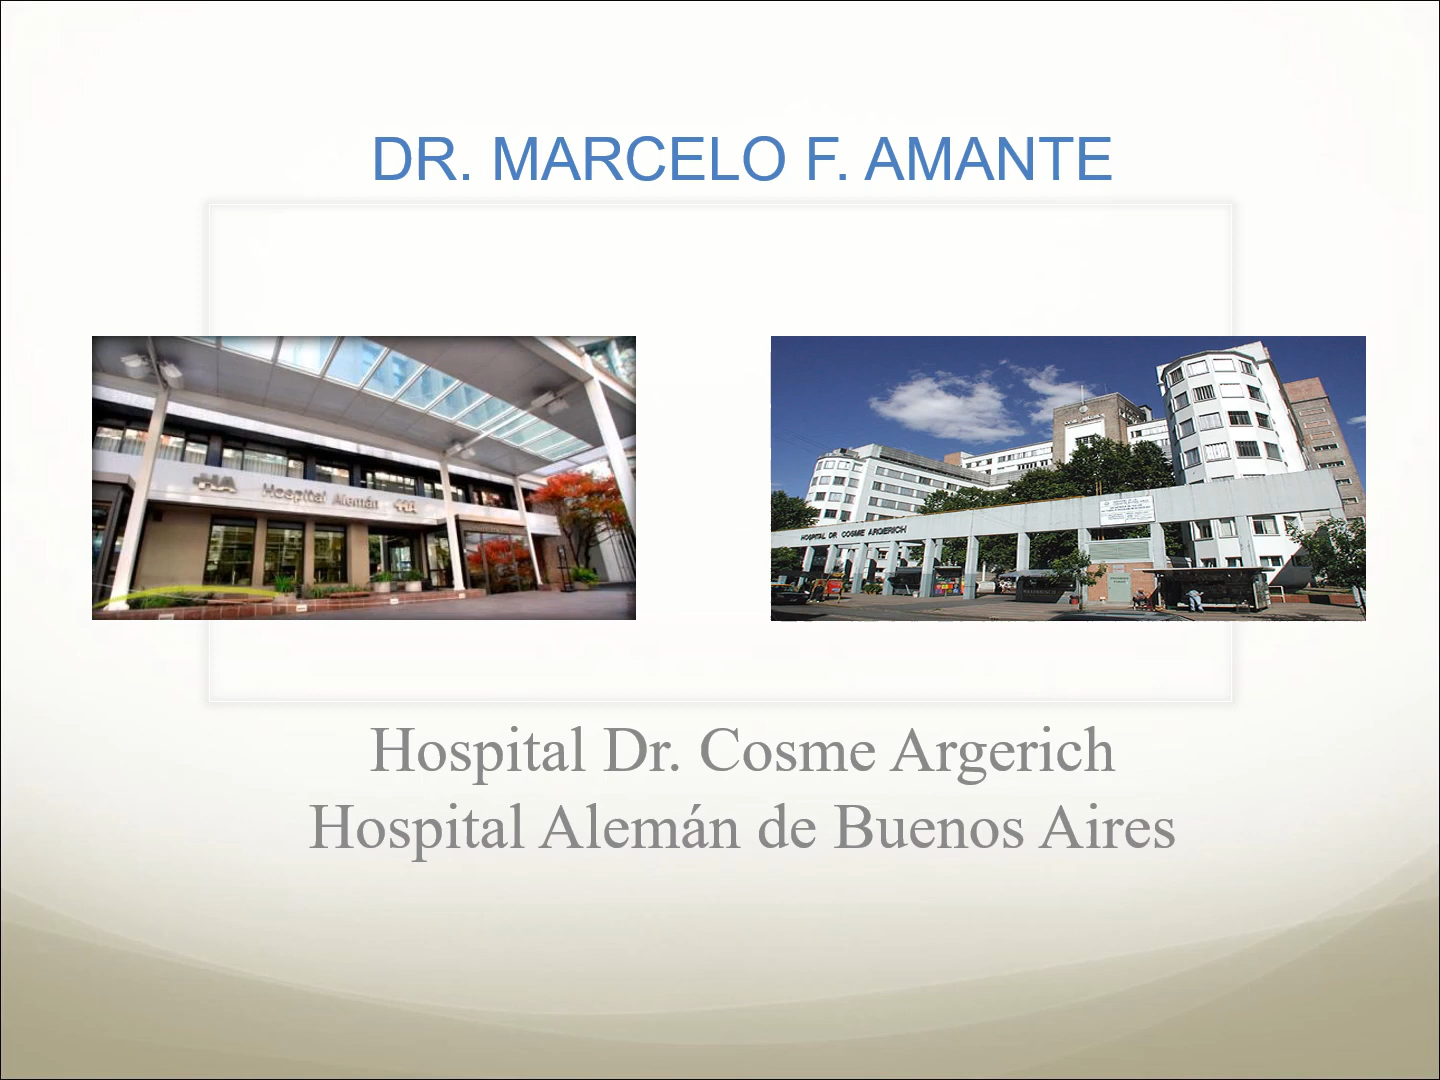 DR. MARCELO F. AMANTE
HA Hospital Alemán HA
HOSPITAL DR COSME ARGERICH
Hospital Dr. Cosme Argerich
Hospital Alemán de Buenos Aires